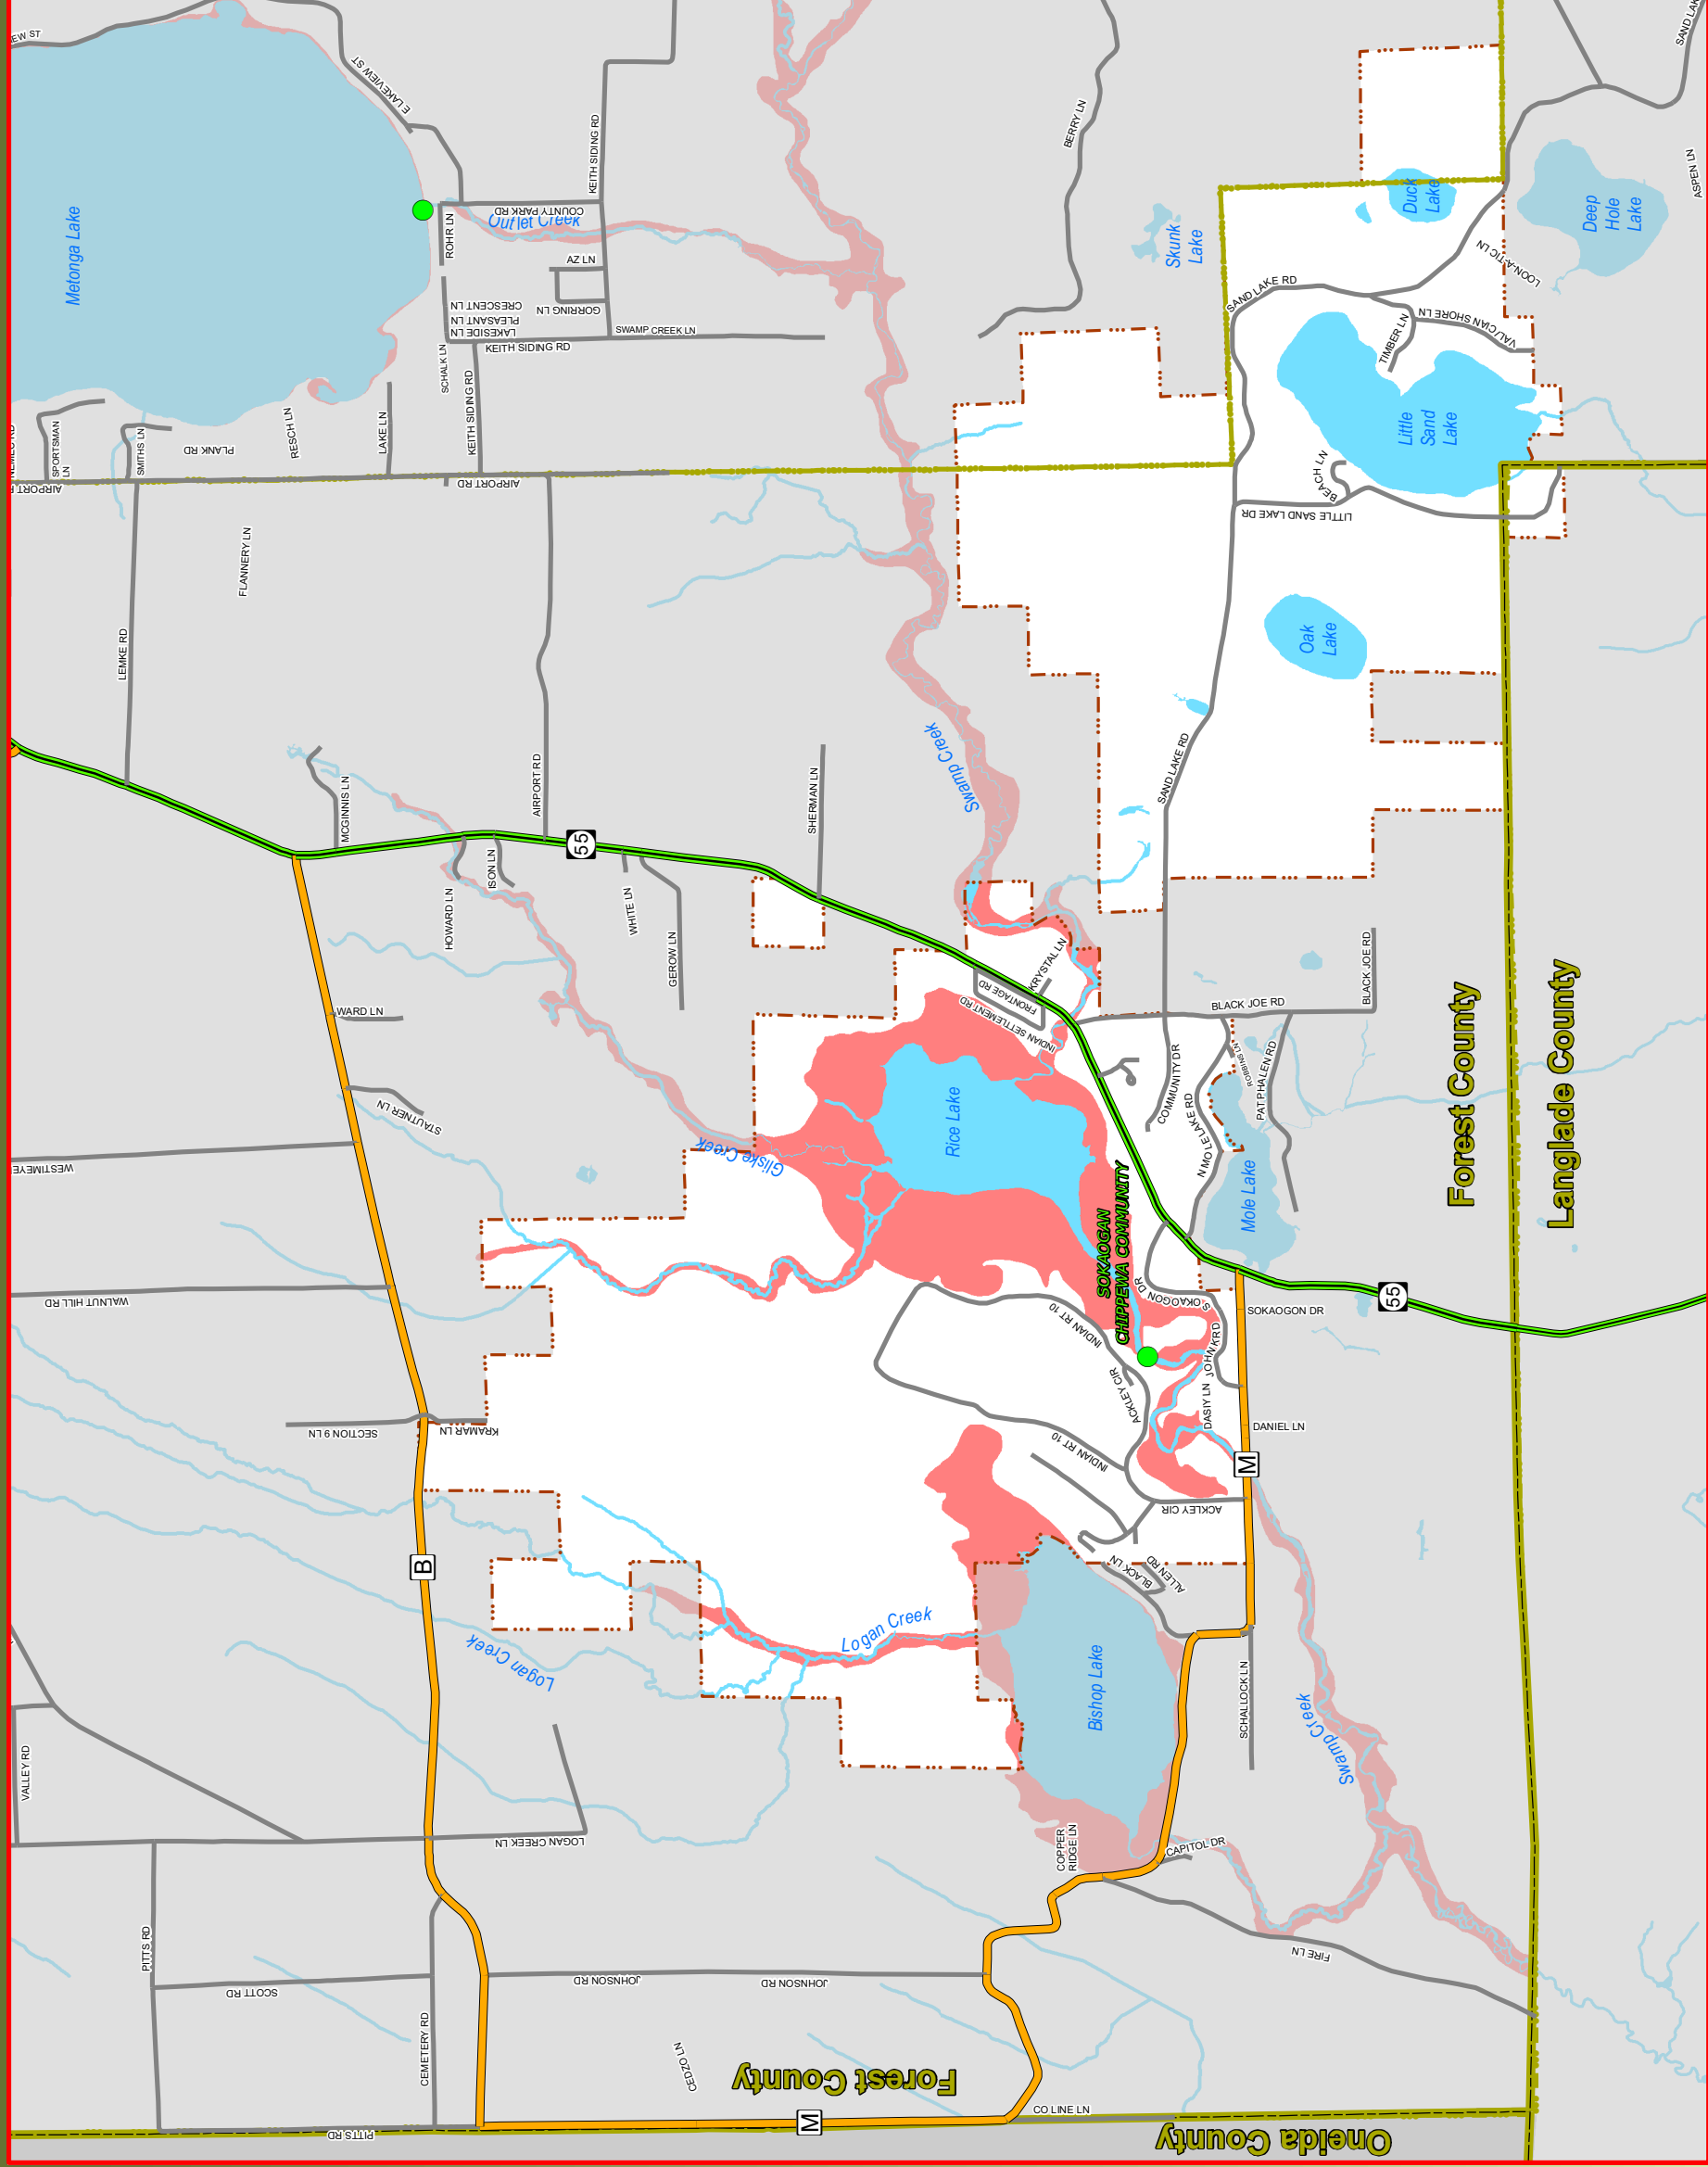 EW ST
E LAKEVIEW ST
Metonga Lake
KEITH SIDING RD
BERRY LN
SAND LAK
ASPEN LN
COUNTY PARK RD
Outlet Creek
ROHR LN
AZ LN
GORRING LN
CRESCENT LN
PLEASANT LN
LAKESIDE LN
SWAMP CREEK LN
KEITH SIDING RD
SCHALK LN
KEITH SIDING RD
Skunk
Lake
Duck
Lake
Deep
Hole
Lake
LOON-A-TIC LN
SAND LAKE RD
VAL/CIAN SHORE LN
TIMBER LN
Little
Sand
Lake
BEACH LN
LITTLE SAND LAKE DR
SPORTSMAN
LN
SMITHS LN
PLANK RD
RESCH LN
LAKE LN
AIRPORT R
AIRPORT RD
FLANNERY LN
LEMKE RD
Oak
Lake
Swamp Creek
SAND LAKE RD
MCGINNIS LN
AIRPORT RD
SHERMAN LN
55
ISON LN
HOWARD LN
WHITE LN
GEROW LN
KRYSTAL LN
FRONTAGE RD
INDIAN SETTLEMENT RD
BLACK JOE RD
BLACK JOE RD
WARD LN
STAUTNER LN
COMMUNITY DR
N MOLE LAKE RD
ROBBINS LN
PAT PHALEN RD
Rice Lake
Gliske Creek
WESTIMEYE
Mole Lake
Forest County
Langlade County
SOKAOGAN
CHIPPEWA COMMUNITY
WALNUT HILL RD
S OKAOGON DR
SOKAOGON DR
55
INDIAN RT 10
JOHN K RD
ACKLEY CIR
DASIY LN
DANIEL LN
SECTION 9 LN
KRAMAR LN
INDIAN RT 10
M
ACKLEY CIR
B
BLACK LN
ALLEN RD
Logan Creek
Logan Creek
Bishop Lake
SCHALLOCK LN
Swamp Creek
VALLEY RD
LOGAN CREEK LN
COPPER
RIDGE LN
CAPITOL DR
FIRE LN
PITTS RD
SCOTT RD
JOHNSON RD
JOHNSON RD
CEMETERY RD
CEDZO LN
Forest County
M
CO LINE LN
PITTS RD
Oneida County